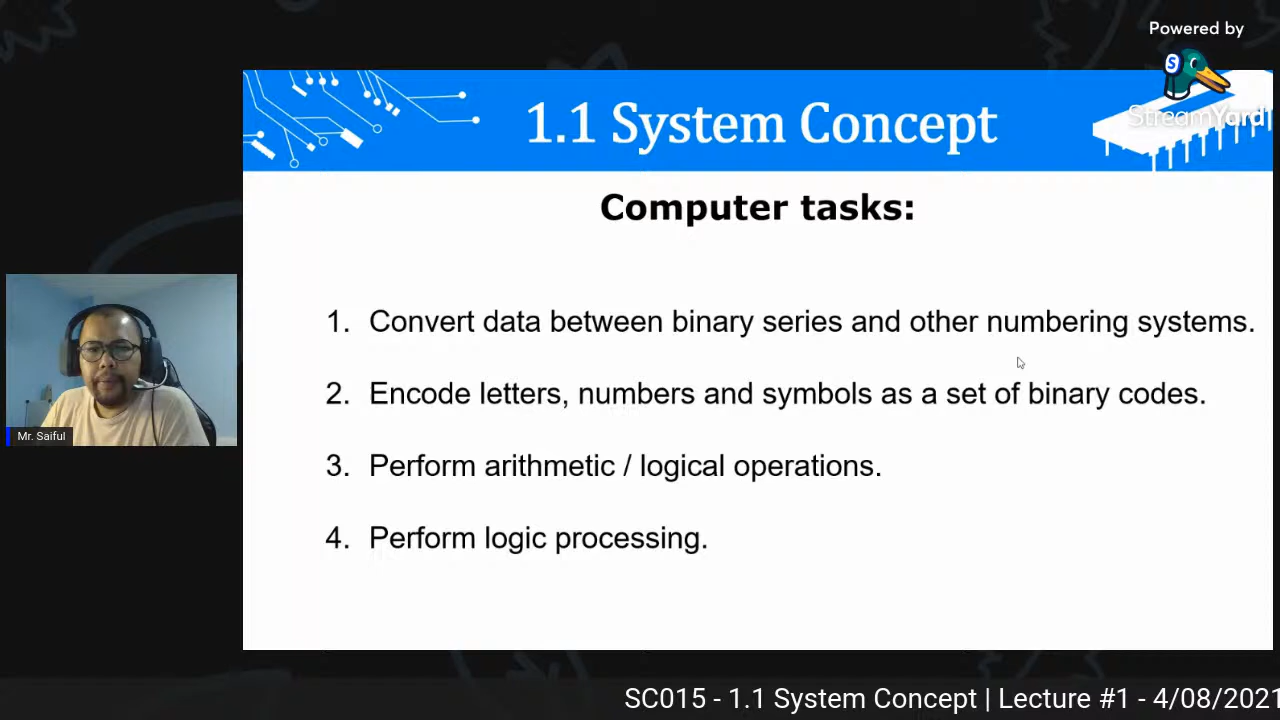 Powered by
StreamYard
1.1 System Concept
Computer tasks:
1. Convert data between binary series and other numbering systems.
2. Encode letters, numbers and symbols as a set of binary codes.
3. Perform arithmetic / logical operations.
4. Perform logic processing.
Mr. Saiful
SC015 - 1.1 System Concept | Lecture #1 - 4/08/2021